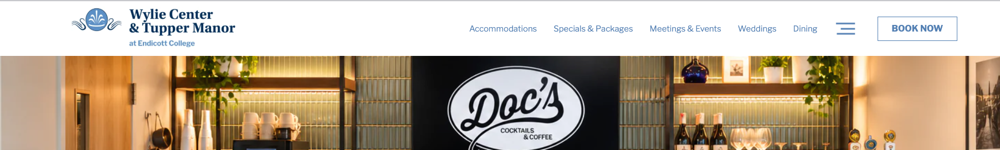 Wylie Center
& Tupper Manor
at Endicott College
Accommodations Specials & Packages Meetings & Events Weddings Dining BOOK NOW
Doc's
COCKTAILS
& COFFEE